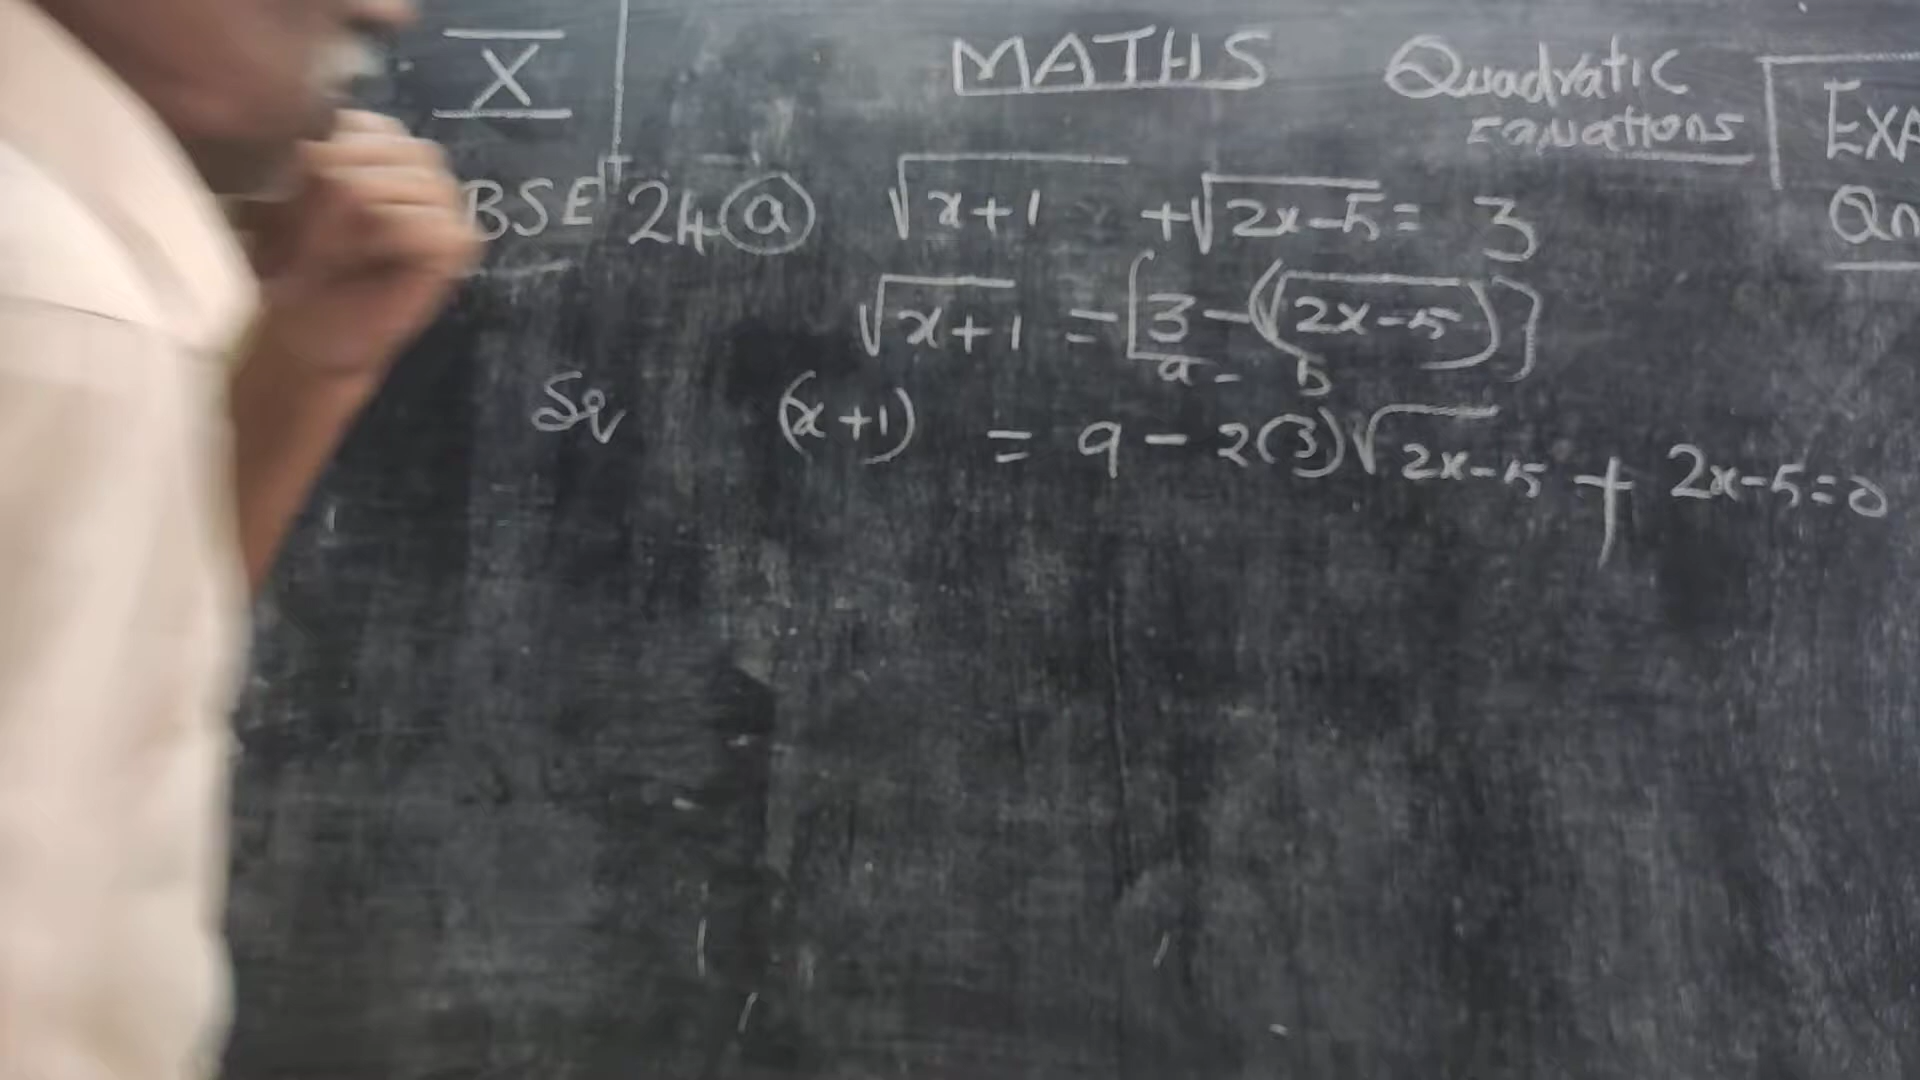 X MATHS Quadratic
Equations EXA
BSE 24 (a) √x+1 + √2x-5 = 3 Qn
√x+1 = [3-(√2x-5)}
a - b
Sq (x+1) = 9 - 2(3)√2x-5 + 2x-5=0